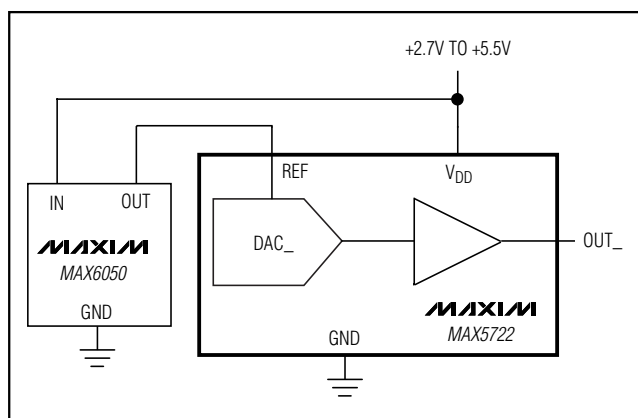 +2.7V TO +5.5V
REF
VDD
IN
OUT
DAC_
OUT_
MAXIM
MAX6050
GND
MAXIM
MAX5722
GND